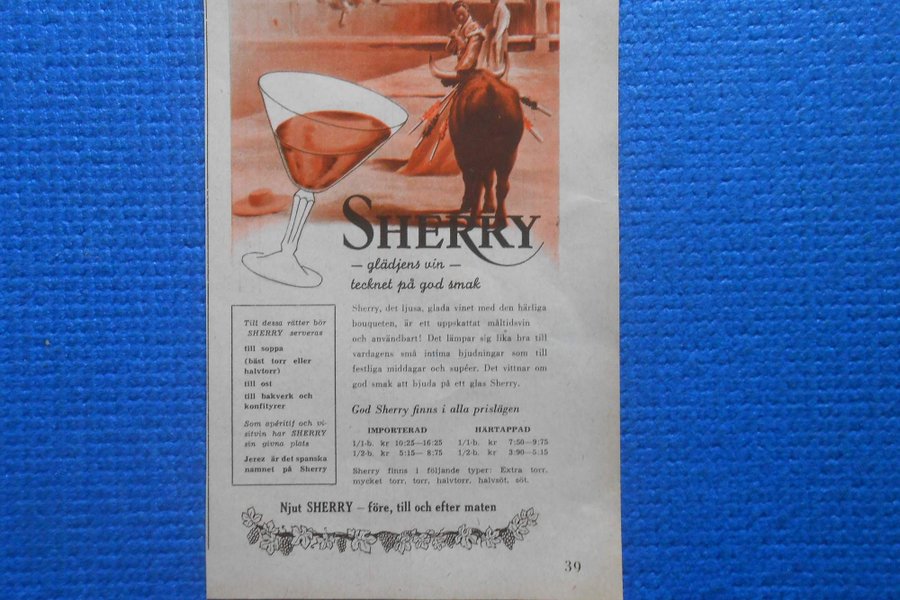 SHERRY
— glädjens vin —
tecknet på god smak
Till dessa rätter bör
SHERRY serveras
till soppa
(bäst torr eller
halvtorr)
till ost
till bakverk och
konfityrer
Som apéritif och vi-
sitvin har SHERRY
sin givna plats
Jerez är det spanska
namnet på Sherry
Sherry, det ljusa, glada vinet med den härliga
bouqueten, är ett uppskattat måltidsvin
och användbart! Det lämpar sig lika bra till
vardagens små intima bjudningar som till
festliga middagar och supéer. Det vittnar om
god smak att bjuda på ett glas Sherry.
God Sherry finns i alla prislägen
IMPORTERAD HÄRTAPPAD
1/1-b. kr 10:25—16:25 1/1-b. kr 7:50—9:75
1/2-b. kr 5:15— 8:75 1/2-b. kr 3:90—5:15
Sherry finns i följande typer: Extra torr,
mycket torr, torr, halvtorr, halvsöt, söt.
Njut SHERRY — före, till och efter maten
39